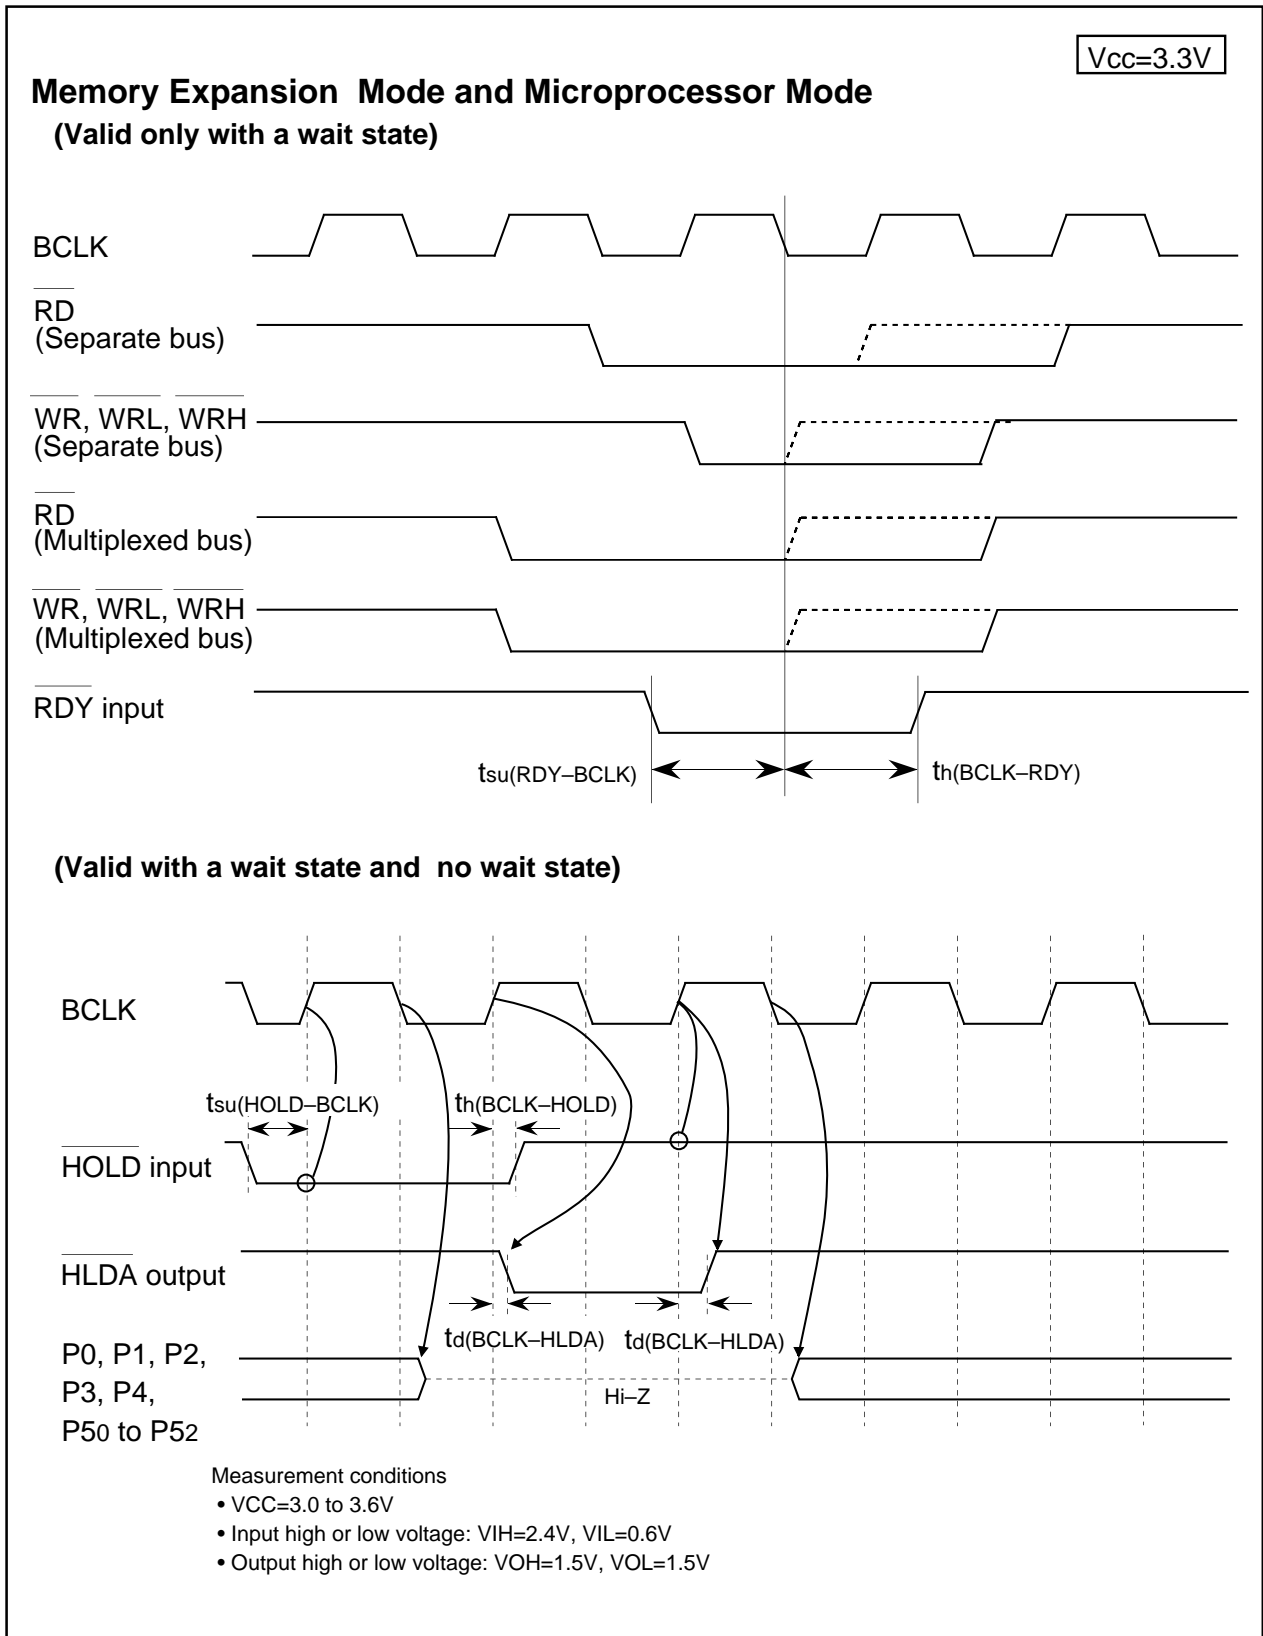 Vcc=3.3V
Memory Expansion Mode and Microprocessor Mode
(Valid only with a wait state)
BCLK
RD
(Separate bus)
WR, WRL, WRH
(Separate bus)
RD
(Multiplexed bus)
WR, WRL, WRH
(Multiplexed bus)
RDY input
tsu(RDY–BCLK)
th(BCLK–RDY)
(Valid with a wait state and no wait state)
BCLK
tsu(HOLD–BCLK)
th(BCLK–HOLD)
HOLD input
HLDA output
td(BCLK–HLDA)
td(BCLK–HLDA)
P0, P1, P2,
P3, P4,
P50 to P52
Hi–Z
Measurement conditions
• VCC=3.0 to 3.6V
• Input high or low voltage: VIH=2.4V, VIL=0.6V
• Output high or low voltage: VOH=1.5V, VOL=1.5V